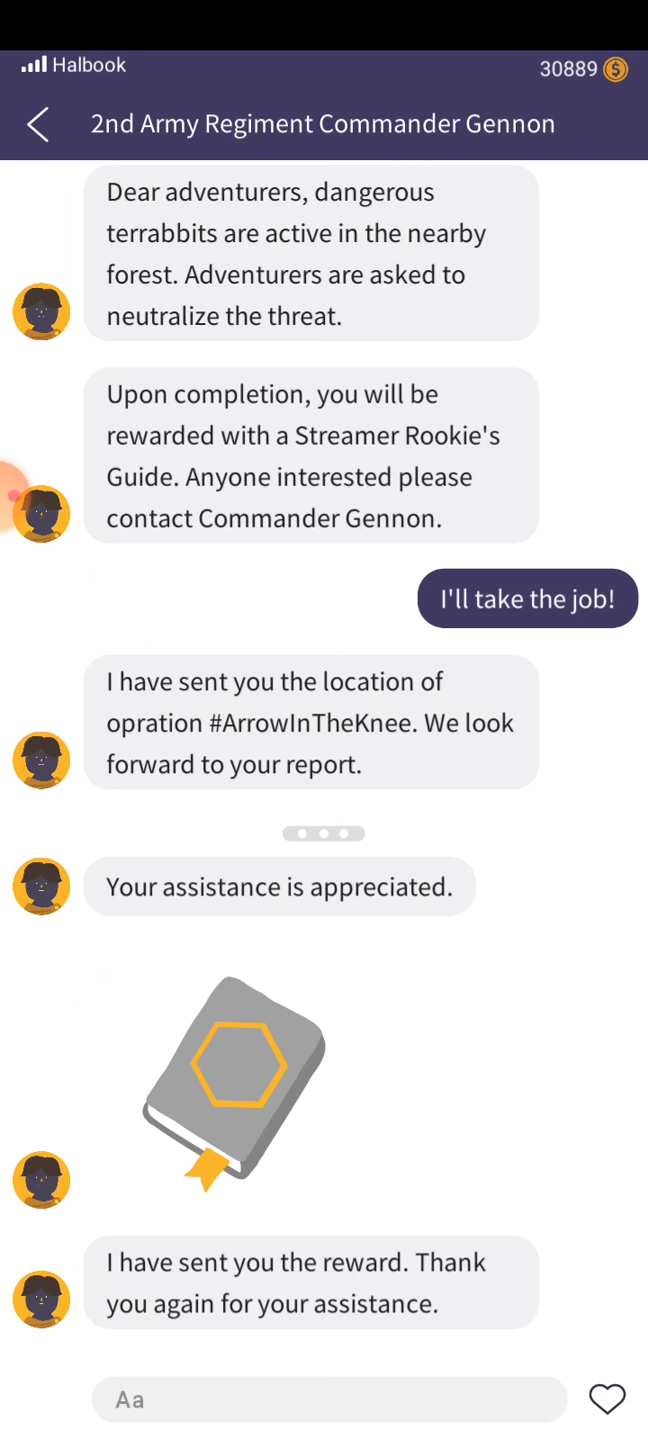 Halbook
30889
2nd Army Regiment Commander Gennon
Dear adventurers, dangerous
terrabbits are active in the nearby
forest. Adventurers are asked to
neutralize the threat.
Upon completion, you will be
rewarded with a Streamer Rookie's
Guide. Anyone interested please
contact Commander Gennon.
I'll take the job!
I have sent you the location of
opration #ArrowInTheKnee. We look
forward to your report.
Your assistance is appreciated.
I have sent you the reward. Thank
you again for your assistance.
Aa